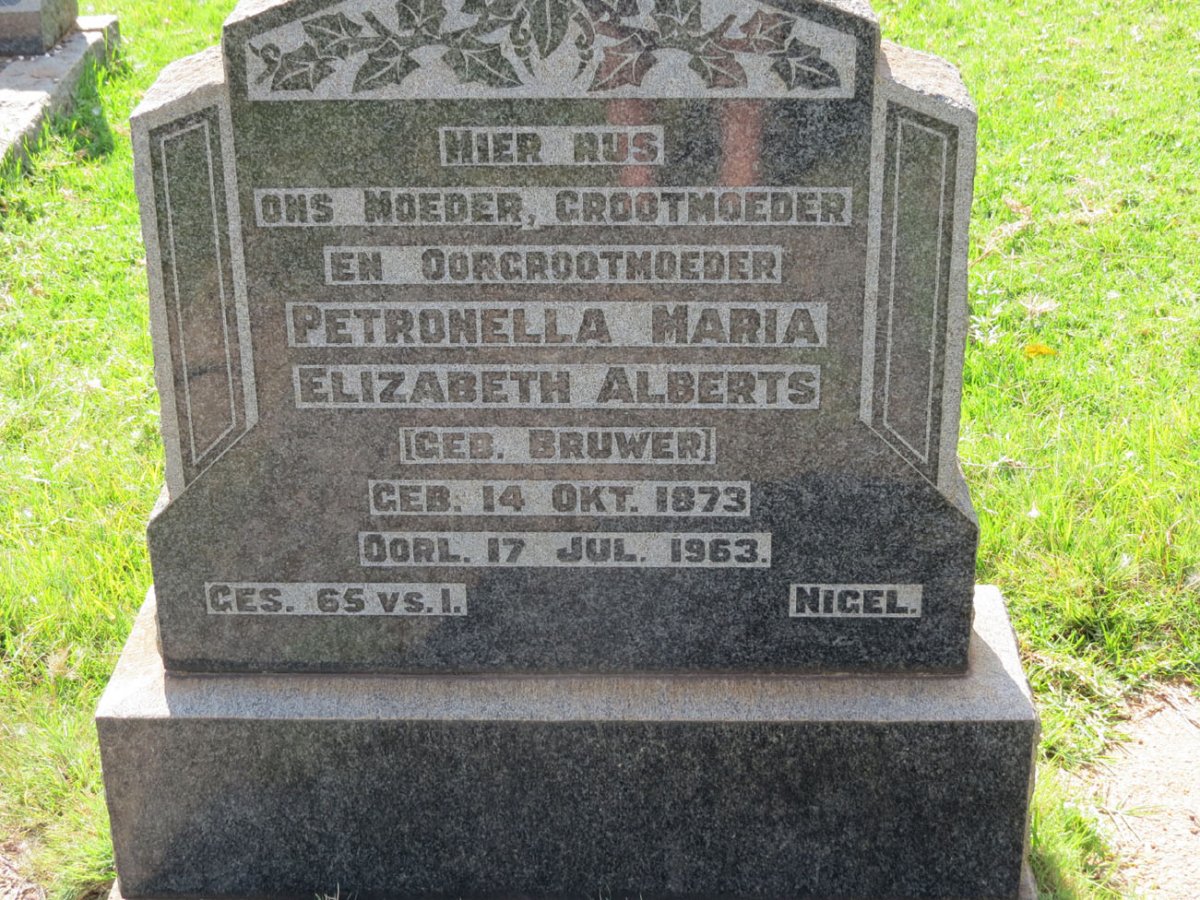 HIER RUS
ONS MOEDER, GROOTMOEDER
EN OORGROOTMOEDER
PETRONELLA MARIA
ELIZABETH ALBERTS
[GEB. BRUWER]
GEB. 14 OKT. 1873
OORL. 17 JUL. 1963.
GES. 65 VS. 1. NIGEL.